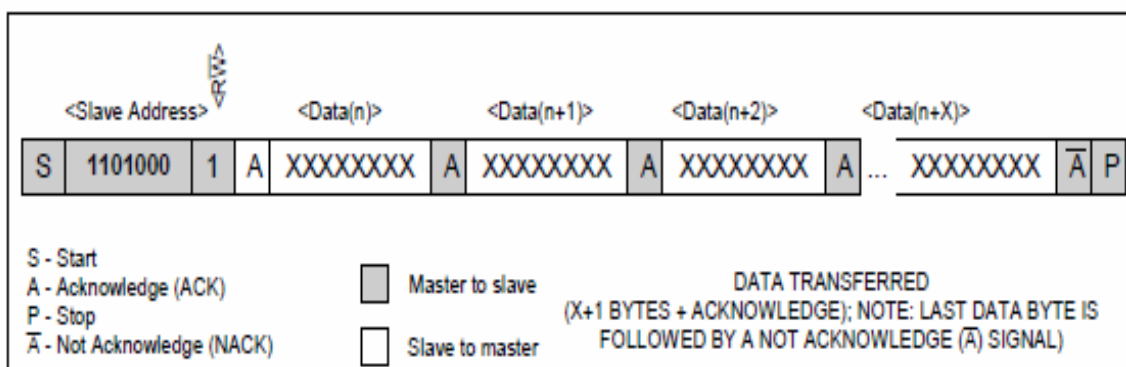 <R/W̅>
<Slave Address> <Data(n)> <Data(n+1)> <Data(n+2)> <Data(n+X)>
S 1101000 1 A XXXXXXXX A XXXXXXXX A XXXXXXXX A ... XXXXXXXX A̅ P
S - Start
A - Acknowledge (ACK)
P - Stop
A̅ - Not Acknowledge (NACK)
Master to slave
Slave to master
DATA TRANSFERRED
(X+1 BYTES + ACKNOWLEDGE); NOTE: LAST DATA BYTE IS
FOLLOWED BY A NOT ACKNOWLEDGE (A̅) SIGNAL)